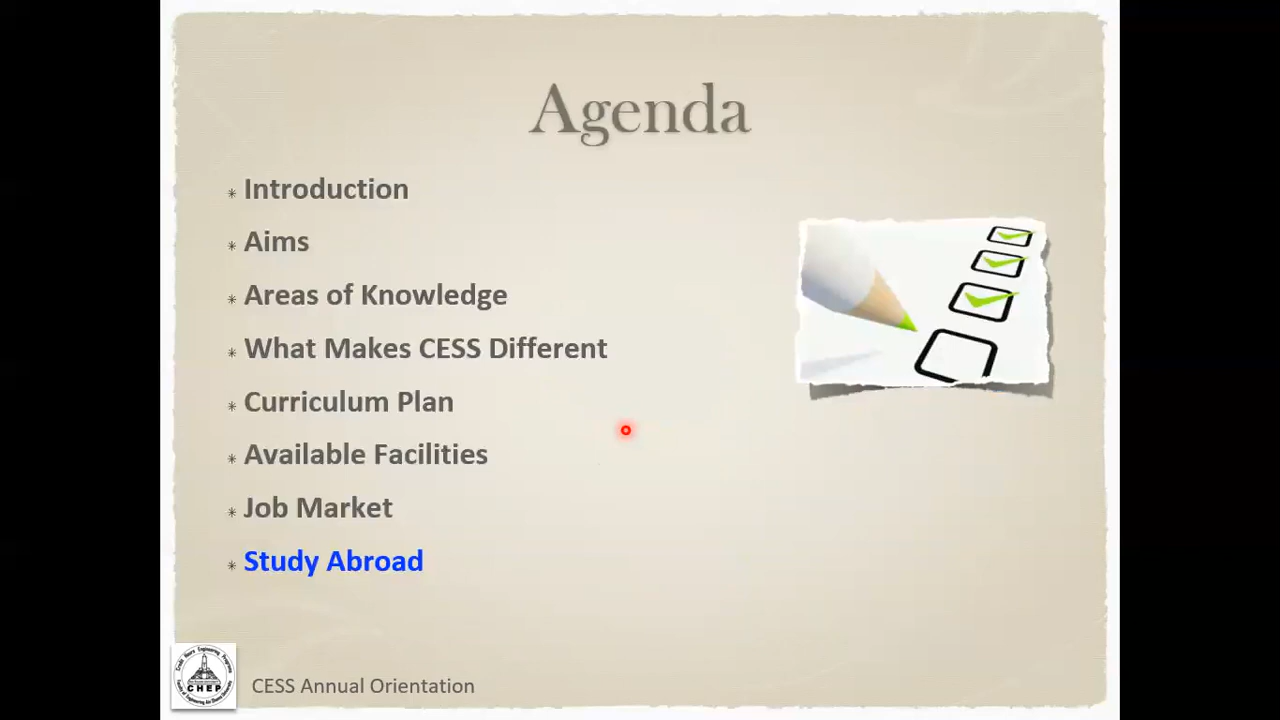 Agenda
Introduction
Aims
Areas of Knowledge
What Makes CESS Different
Curriculum Plan
Available Facilities
Job Market
Study Abroad
CHEP
CESS Annual Orientation